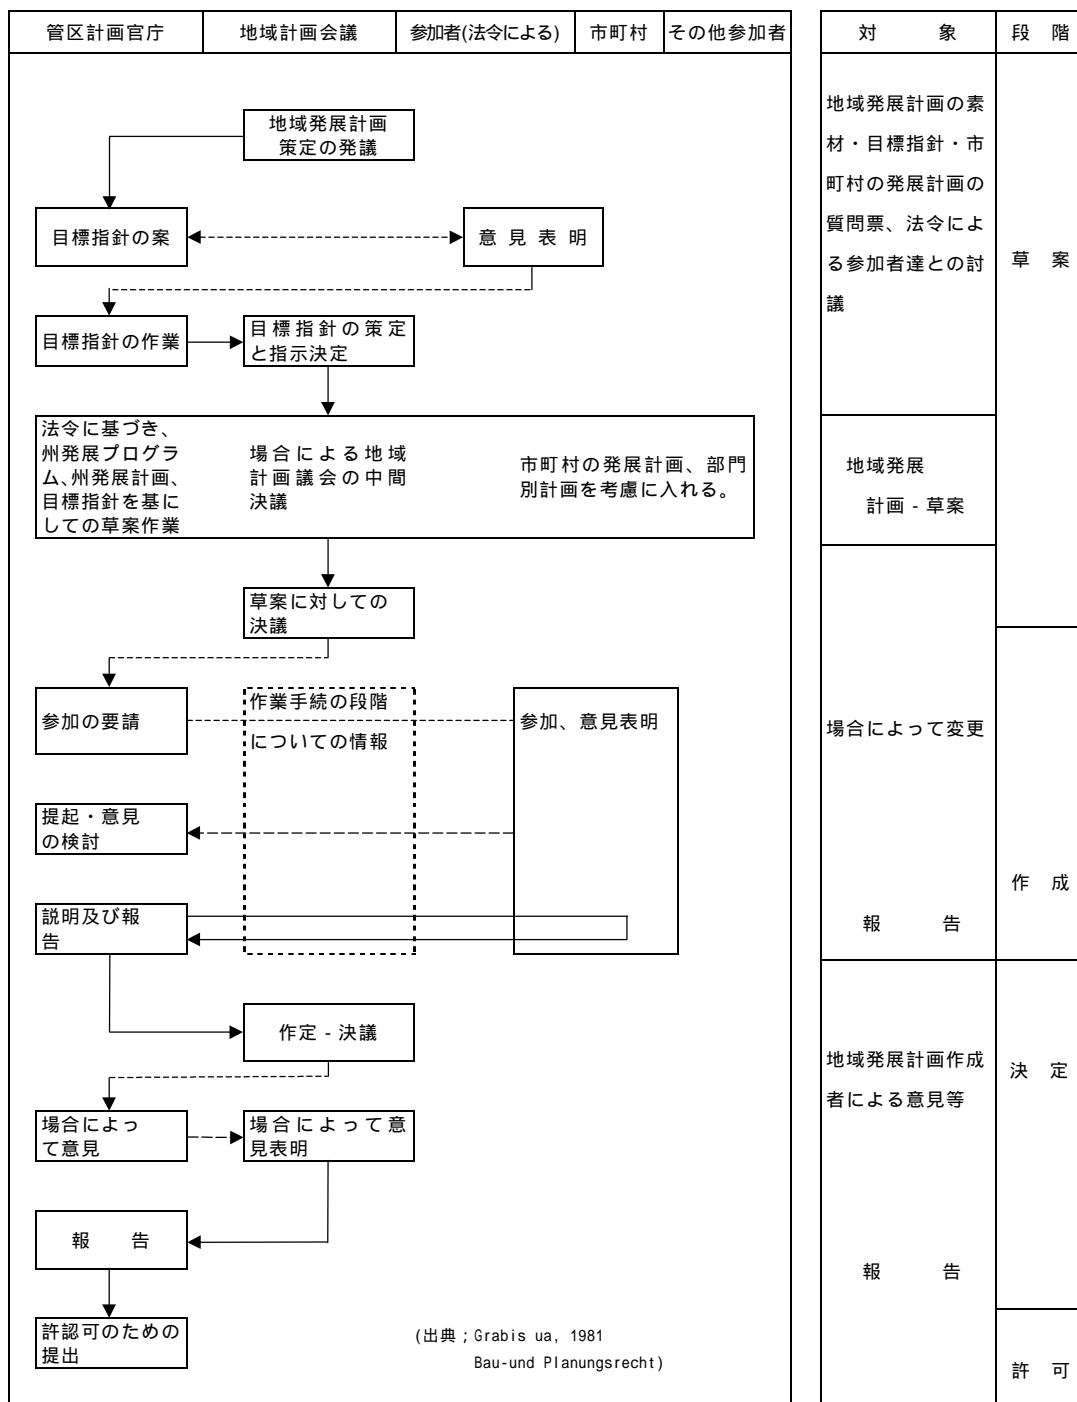 管区計画官庁
地域計画会議
参加者(法令による)
市町村
その他参加者
地域発展計画
策定の発議
目標指針の案
意見表明
目標指針の作業
目標指針の策定
と指示決定
法令に基づき、
州発展プログラ
ム、州発展計画、
目標指針を基に
しての草案作業
場合による地域
計画議会の中間
決議
市町村の発展計画、部門
別計画を考慮に入れる。
草案に対しての
決議
参加の要請
作業手続の段階
についての情報
参加、意見表明
提起・意見
の検討
説明及び報
告
作定 - 決議
場合によっ
て意見
場合によって意
見表明
報 告
許認可のための
提出
(出典；Grabis ua, 1981
Bau-und Planungsrecht)
対 象
段 階
地域発展計画の素
材・目標指針・市
町村の発展計画の
質問票、法令によ
る参加者達との討
議
草 案
地域発展
計画 - 草案
場合によって変更
報 告
作 成
地域発展計画作成
者による意見等
決 定
報 告
許 可